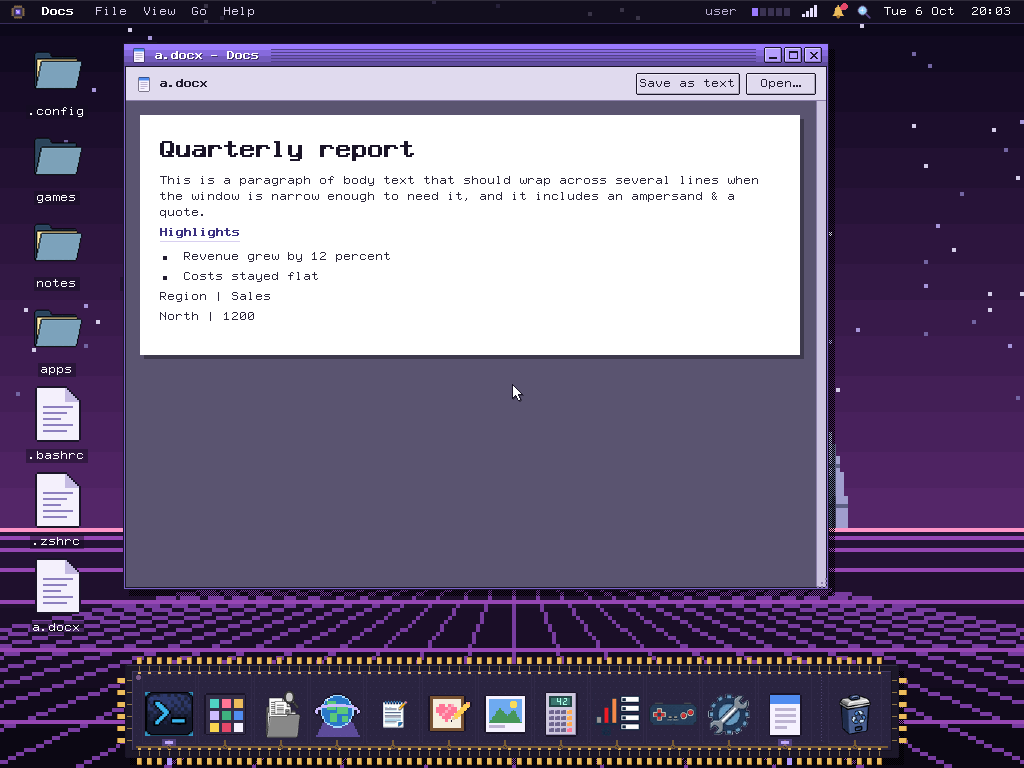 Docs File View Go Help user Tue 6 Oct 20:03
a.docx - Docs
a.docx Save as text Open…
.config
games
notes
apps
.bashrc
.zshrc
a.docx
Quarterly report
This is a paragraph of body text that should wrap across several lines when
the window is narrow enough to need it, and it includes an ampersand & a
quote.
Highlights
▪ Revenue grew by 12 percent
▪ Costs stayed flat
Region | Sales
North | 1200
42